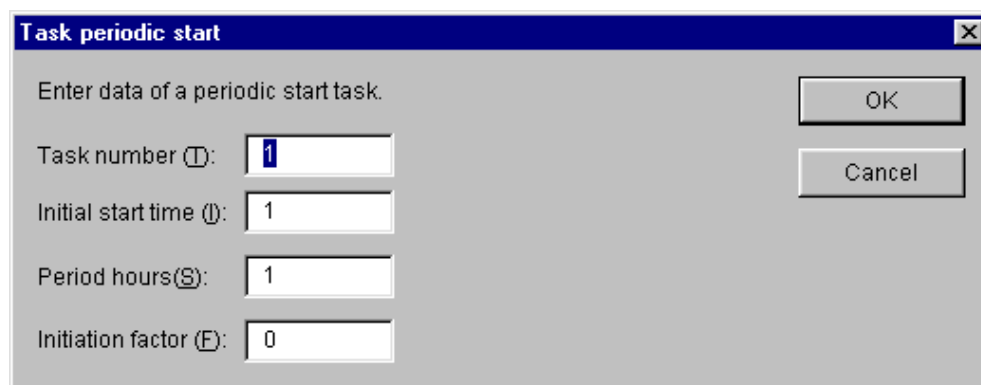 Task periodic start
Enter data of a periodic start task.
OK
Task number (T): 1
Cancel
Initial start time (I): 1
Period hours(S): 1
Initiation factor (F): 0